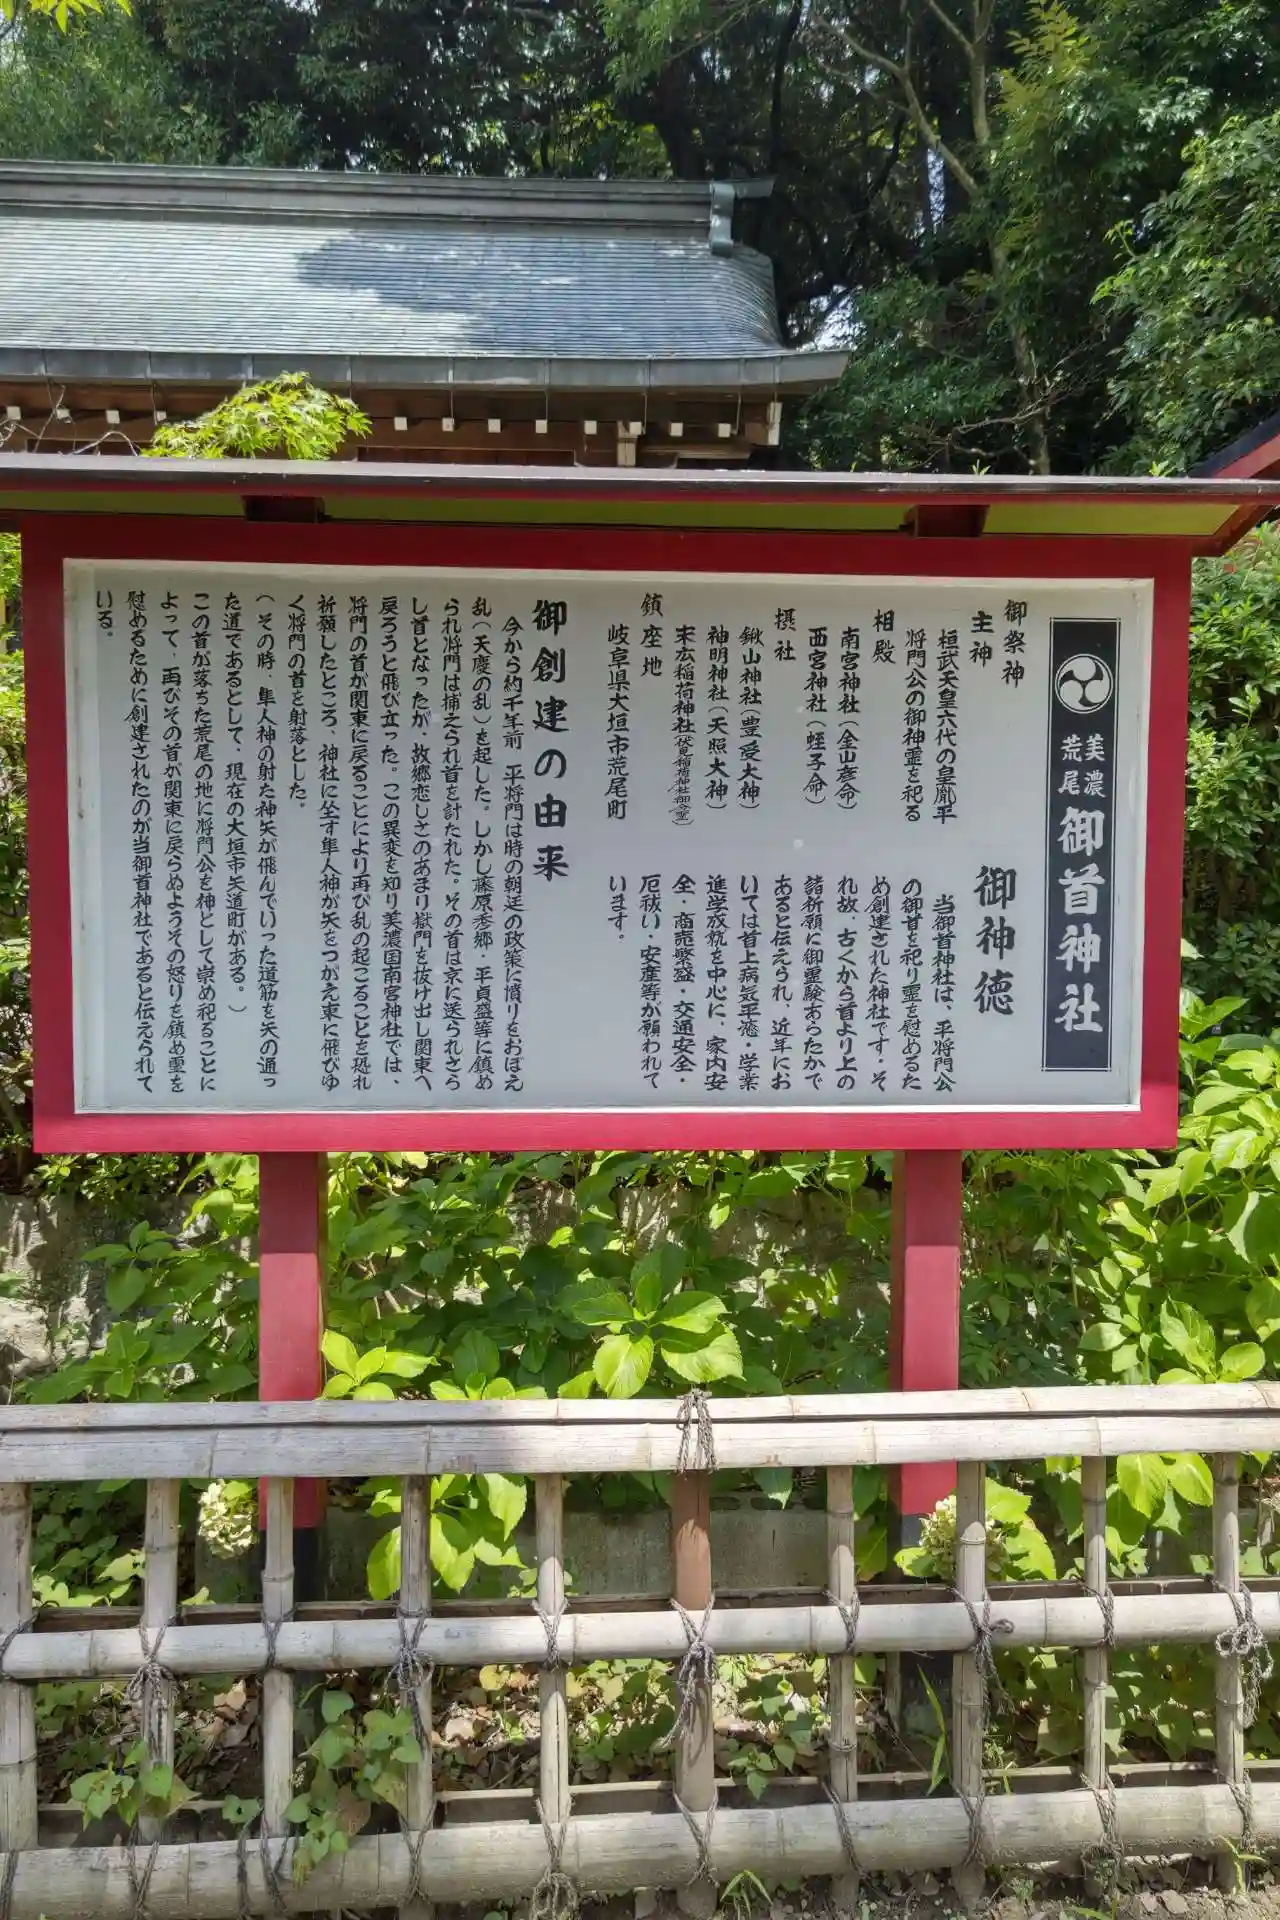 美濃
荒尾
御首神社
御祭神
主神
桓武天皇六代の皇胤平
将門公の御神霊を祀る
相殿
南宮神社(金山彦命)
西宮神社(蛭子命)
摂社
鍬山神社(豊受大神)
神明神社(天照大神)
末広稲荷神社(伏見稲荷神社御分霊)
鎮座地
岐阜県大垣市荒尾町
御神徳
当御首神社は、平将門公
の御首を祀り霊を慰めるた
め創建された神社です・そ
れ故、古くから首より上の
諸祈願に御霊験あらたかで
あると伝えられ、近年にお
いては首上病気平癒・学業
進学成就を中心に、家内安
全・商売繁盛・交通安全・
厄祓い・安産等が願われて
います。
御創建の由来
今から約千年前、平将門は時の朝廷の政策に憤りをおぼえ
乱(天慶の乱)を起した。しかし藤原秀郷・平貞盛等に鎮め
られ将門は捕えられ首を討たれた。その首は京に送られさら
し首となったが、故郷恋しさのあまり獄門を抜け出し関東へ
戻ろうと飛び立った。この異変を知り美濃国南宮神社では、
将門の首が関東に戻ることにより再び乱の起こることを恐れ
祈願したところ、神社に坐す隼人神が矢をつがえ東に飛びゆ
く将門の首を射落とした。
(その時、隼人神の射た神矢が飛んでいった道筋を矢の通っ
た道であるとして、現在の大垣市矢道町がある。)
この首が落ちた荒尾の地に将門公を神として崇め祀ることに
よって、再びその首が関東に戻らぬようその怒りを鎮め霊を
慰めるために創建されたのが当御首神社であると伝えられて
いる。